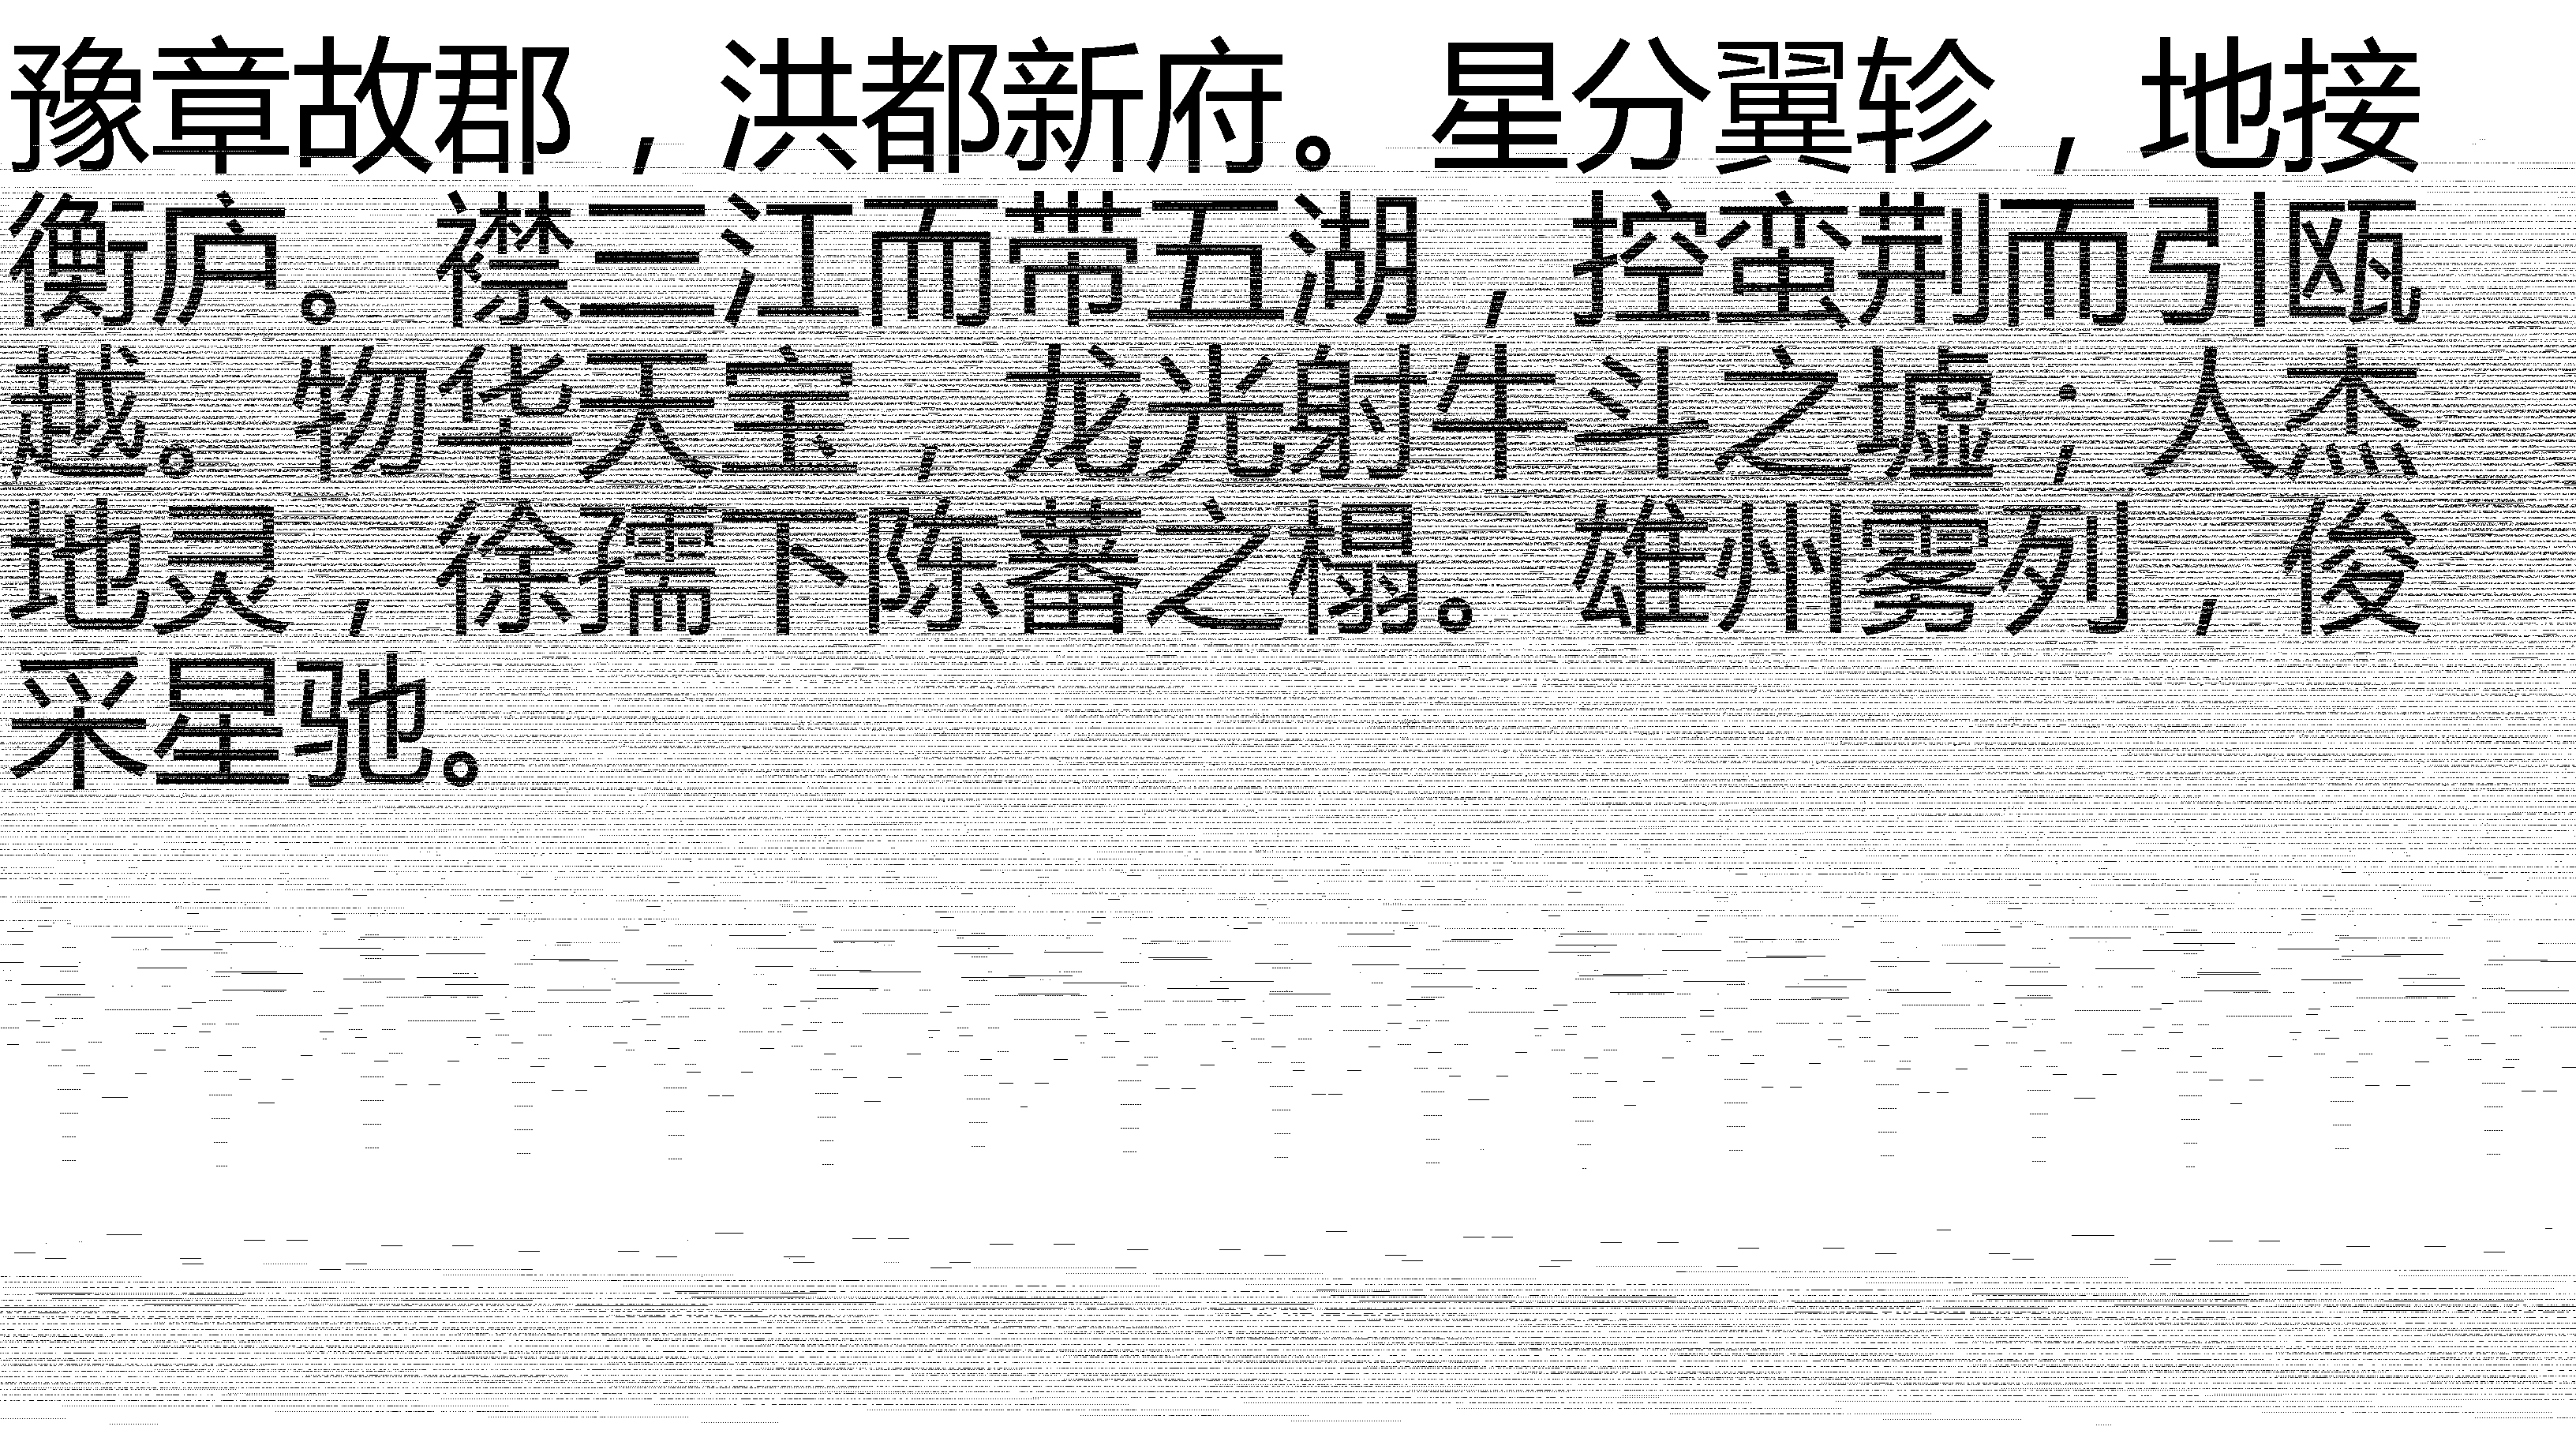 豫章故郡，洪都新府。星分翼轸，地接
衡庐。襟三江而带五湖，控蛮荆而引瓯
越。物华天宝，龙光射牛斗之墟；人杰
地灵，徐孺下陈蕃之榻。雄州雾列，俊
采星驰。